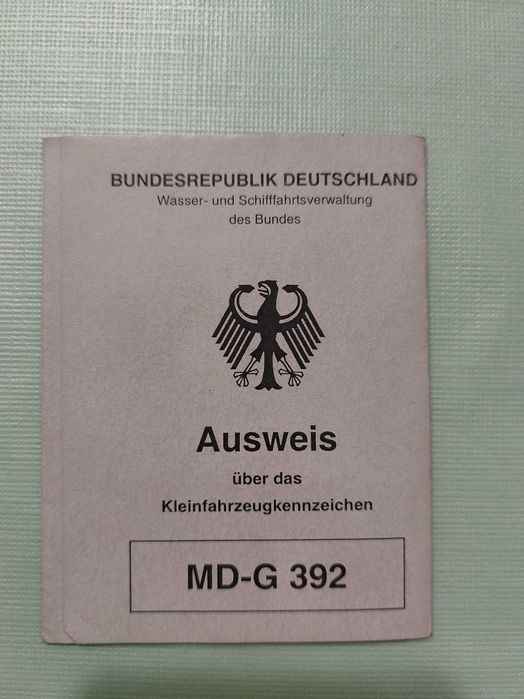 BUNDESREPUBLIK DEUTSCHLAND
Wasser- und Schifffahrtsverwaltung
des Bundes
Ausweis
über das
Kleinfahrzeugkennzeichen
MD-G 392